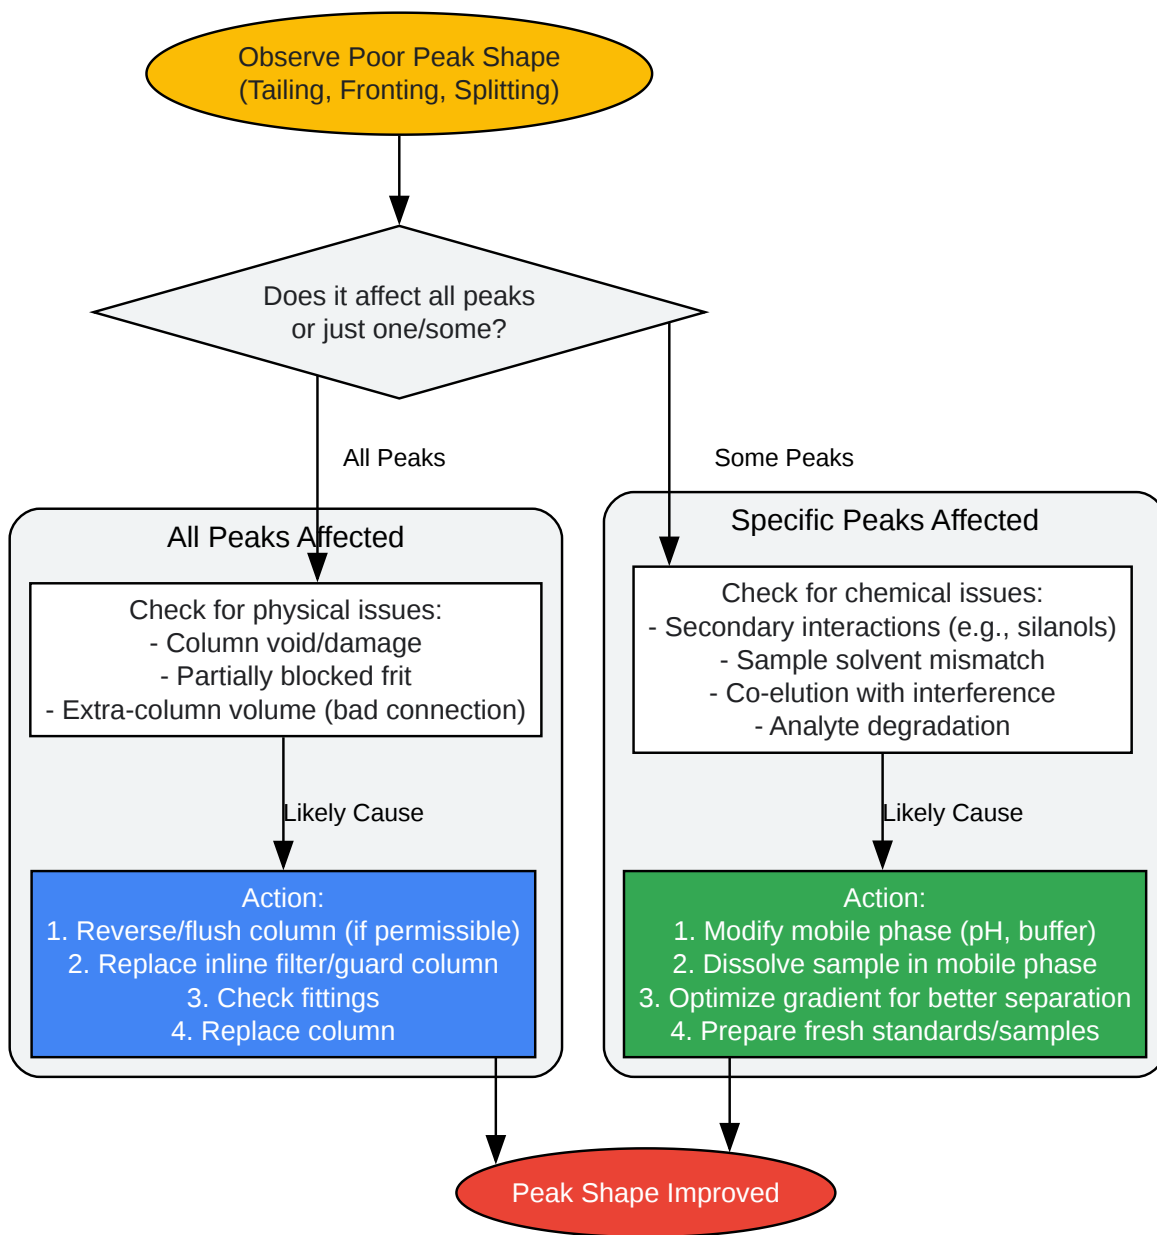 Observe Poor Peak Shape
(Tailing, Fronting, Splitting)
Does it affect all peaks
or just one/some?
All Peaks
Some Peaks
All Peaks Affected
Check for physical issues:
- Column void/damage
- Partially blocked frit
- Extra-column volume (bad connection)
Likely Cause
Action:
1. Reverse/flush column (if permissible)
2. Replace inline filter/guard column
3. Check fittings
4. Replace column
Specific Peaks Affected
Check for chemical issues:
- Secondary interactions (e.g., silanols)
- Sample solvent mismatch
- Co-elution with interference
- Analyte degradation
Likely Cause
Action:
1. Modify mobile phase (pH, buffer)
2. Dissolve sample in mobile phase
3. Optimize gradient for better separation
4. Prepare fresh standards/samples
Peak Shape Improved